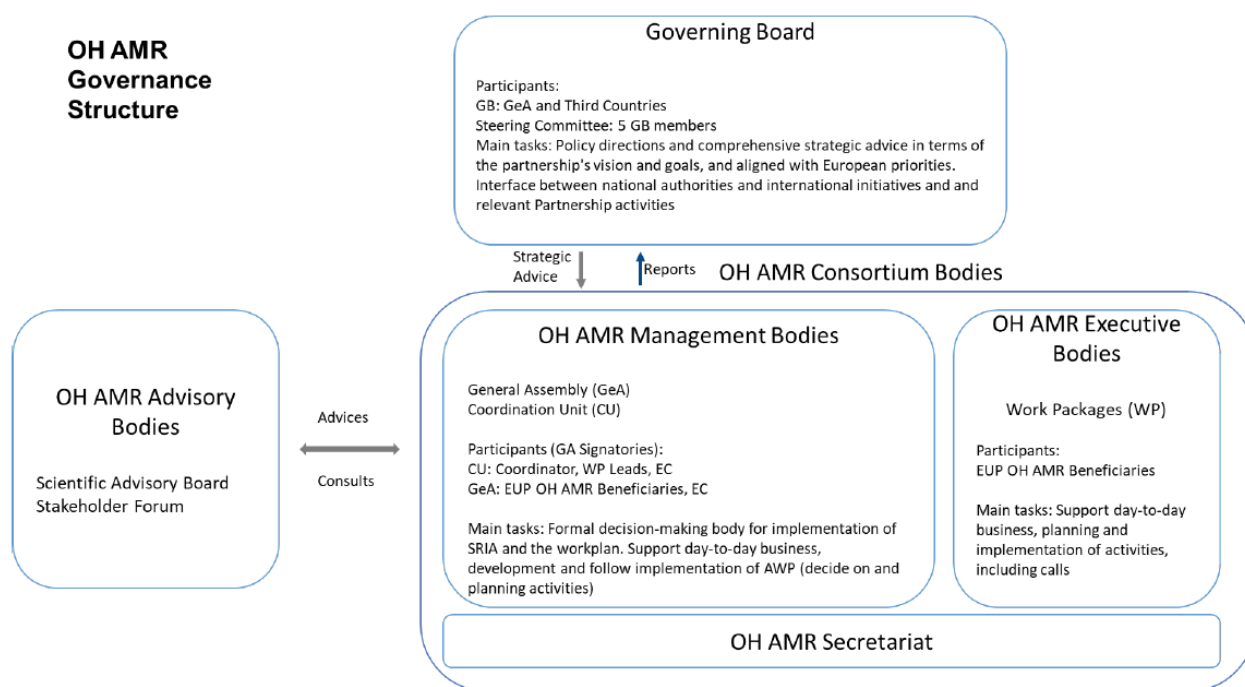 OH AMR
Governance
Structure
Governing Board
Participants:
GB: GeA and Third Countries
Steering Committee: 5 GB members
Main tasks: Policy directions and comprehensive strategic advice in terms of
the partnership's vision and goals, and aligned with European priorities.
Interface between national authorities and international initiatives and and
relevant Partnership activities
Strategic
Advice
Reports
OH AMR Consortium Bodies
OH AMR Advisory
Bodies
Scientific Advisory Board
Stakeholder Forum
Advices
Consults
OH AMR Management Bodies
General Assembly (GeA)
Coordination Unit (CU)
Participants (GA Signatories):
CU: Coordinator, WP Leads, EC
GeA: EUP OH AMR Beneficiaries, EC
Main tasks: Formal decision-making body for implementation of
SRIA and the workplan. Support day-to-day business,
development and follow implementation of AWP (decide on and
planning activities)
OH AMR Executive
Bodies
Work Packages (WP)
Participants:
EUP OH AMR Beneficiaries
Main tasks: Support day-to-day
business, planning and
implementation of activities,
including calls
OH AMR Secretariat